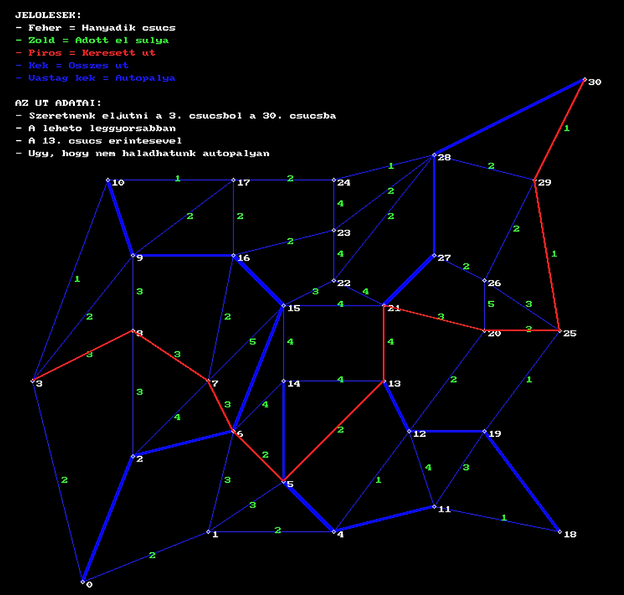 JELOLESEK:
- Feher = Hanyadik csucs
- Zold = Adott el sulya
- Piros = Keresett ut
- Kek = Osszes ut
- Vastag kek = Autopalya
AZ UT ADATAI:
- Szeretnenk eljutni a 3. csucsbol a 30. csucsba
- A leheto leggyorsabban
- A 13. csucs erintesevel
- Ugy, hogy nem haladhatunk autopalyan
30
1
28
1 2
10 1 17 2 24 29
2
2 2 4 2
23 2
2 4 1
9 16 27
2
1 3 22 26
3 4
2 2 15 4 21 5 3
3
8 5 4 4 20 2 25
3 3
3 7 14 4 13 2 1
3 4
4 3 2
6 12 19
2
2 4 3
2 3 5 1
3 11
1
1 2 4 18
2
0